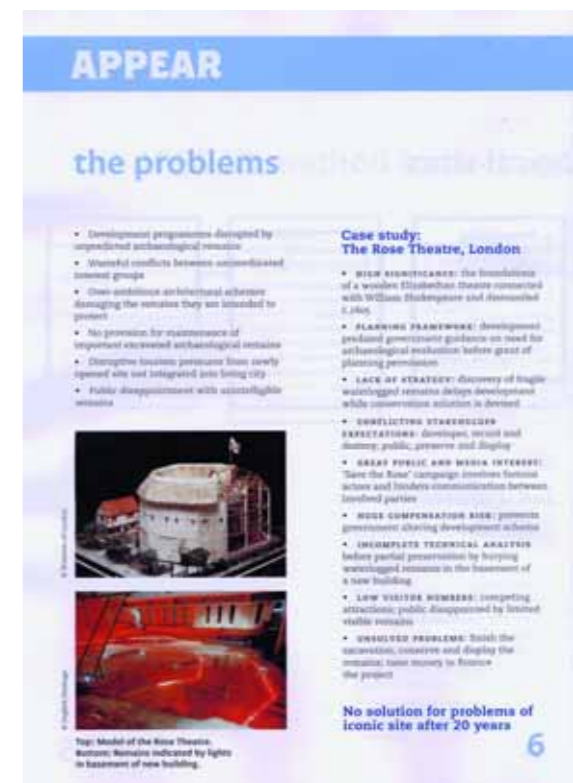 APPEAR
the problems
• Development programmes disrupted by
unpredicted archaeological remains
• Wasteful conflicts between uncoordinated
interest groups
• Over-ambitious architectural schemes
damaging the remains they are intended to
protect
• No provision for maintenance of
important excavated archaeological remains
• Disruptive tourism pressures from newly
opened site not integrated into living city
• Public disappointment with unintelligible
remains
© Museum of London
© English Heritage
Top: Model of the Rose Theatre.
Bottom: Remains indicated by lights
in basement of new building.
Case study:
The Rose Theatre, London
• HIGH SIGNIFICANCE: the foundations
of a wooden Elizabethan theatre connected
with William Shakespeare and demolished
c.1605
• PLANNING FRAMEWORK: development
predated government guidance on need for
archaeological evaluation before grant of
planning permission
• LACK OF STRATEGY: discovery of fragile
waterlogged remains delays development
while conservation solution is devised
• CONFLICTING STAKEHOLDER
EXPECTATIONS: developer, record and
destroy; public, preserve and display
• GREAT PUBLIC AND MEDIA INTEREST:
'Save the Rose' campaign involves famous
actors and hinders communication between
involved parties
• HUGE COMPENSATION RISK: prevents
government altering development scheme
• INCOMPLETE TECHNICAL ANALYSIS
before partial preservation by burying
waterlogged remains in the basement of
a new building
• LOW VISITOR NUMBERS: competing
attractions; public disappointed by limited
visible remains
• UNSOLVED PROBLEMS: finish the
excavation, conserve and display the
remains; raise money to finance
the project
No solution for problems of
iconic site after 20 years
6